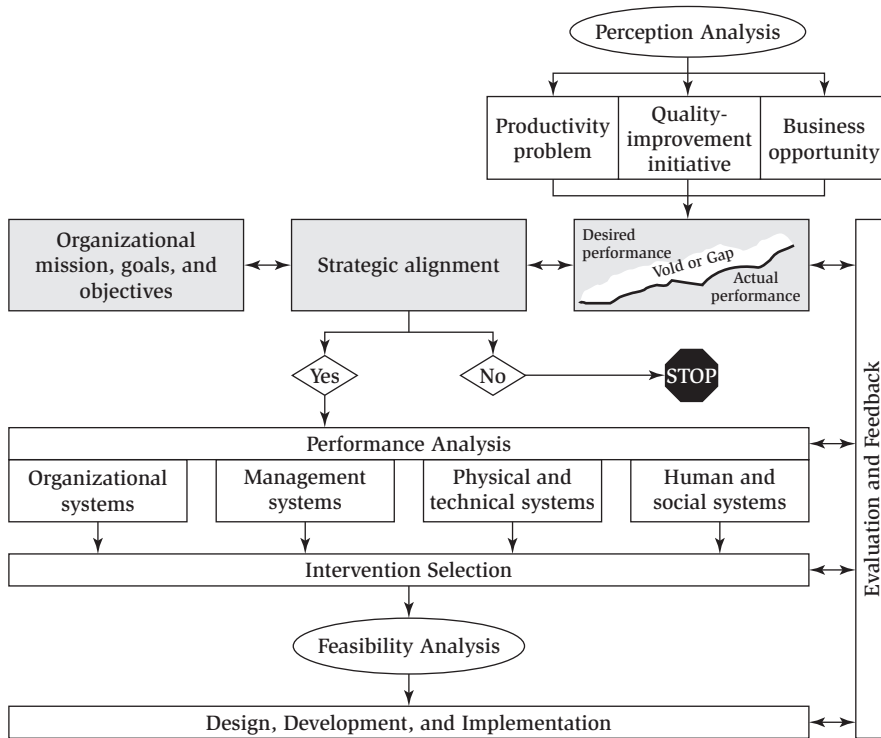 Perception Analysis
Productivity
problem
Quality-
improvement
initiative
Business
opportunity
Organizational
mission, goals, and
objectives
Strategic alignment
Desired
performance
Vold or Gap
Actual
performance
Yes
No
STOP
Performance Analysis
Organizational
systems
Management
systems
Physical and
technical systems
Human and
social systems
Intervention Selection
Feasibility Analysis
Design, Development, and Implementation
Evaluation and Feedback